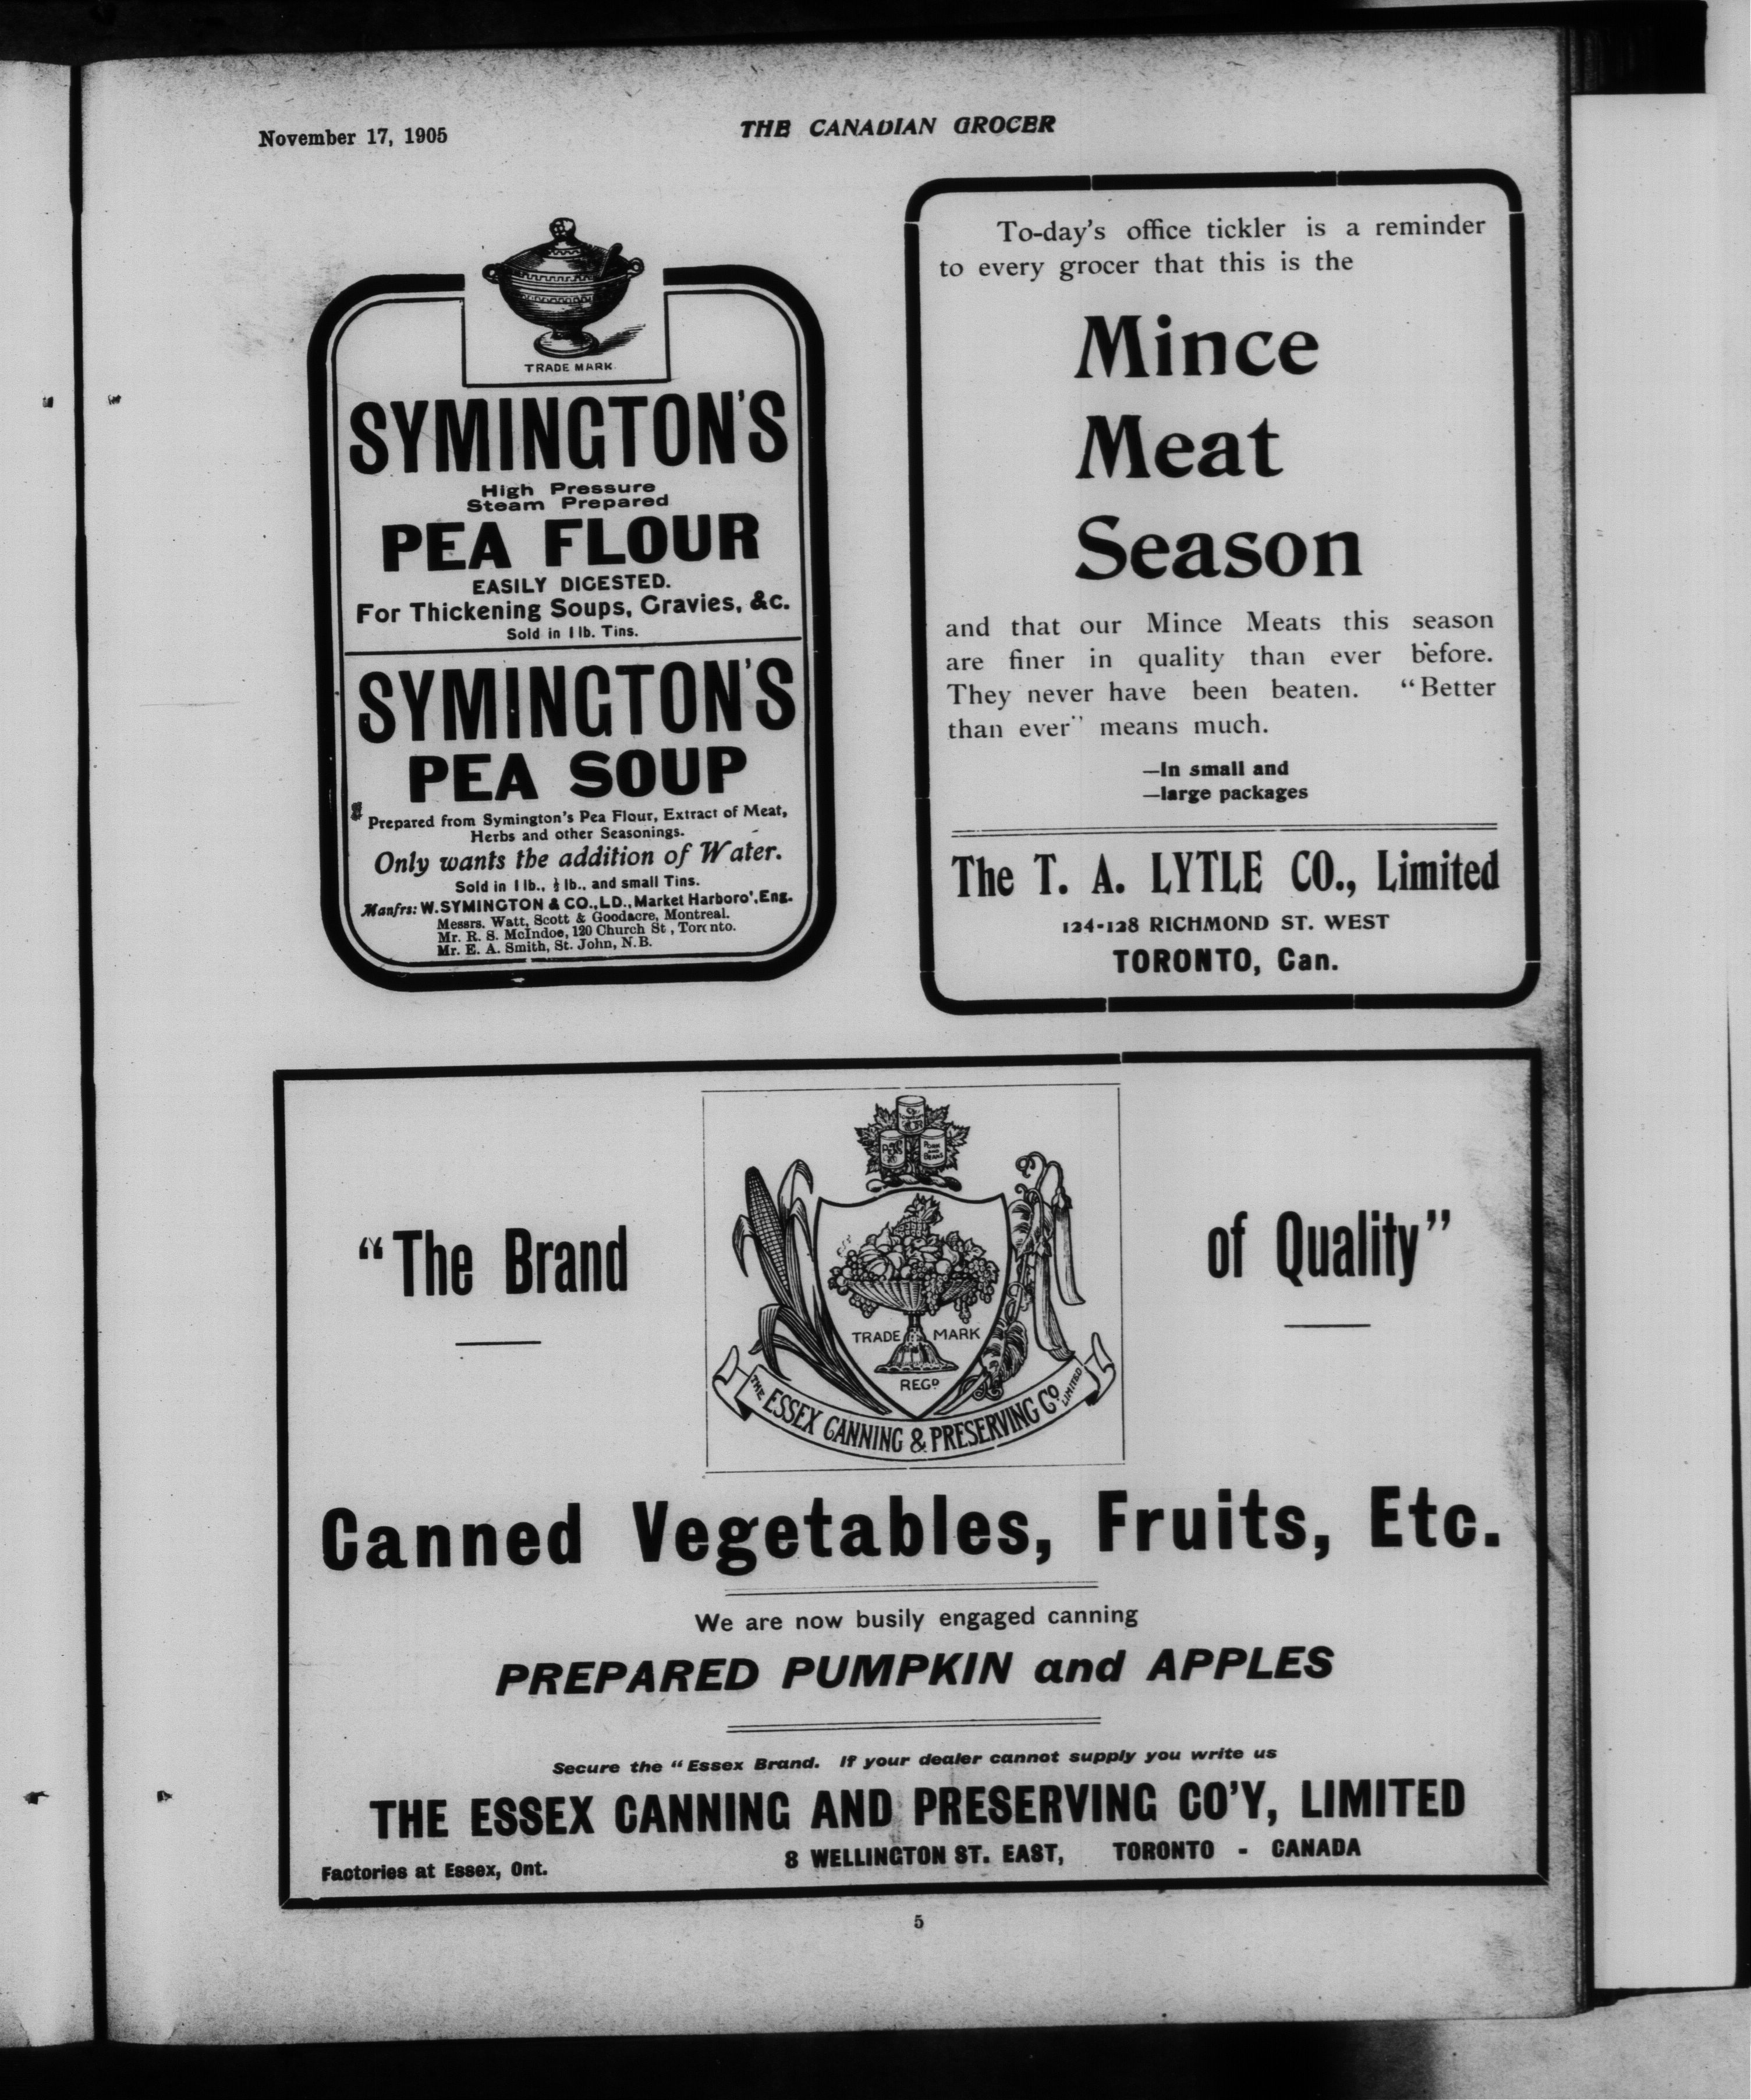 November 17, 1905
THE CANADIAN GROCER
TRADE MARK
SYMINGTON'S
High Pressure
Steam Prepared
PEA FLOUR
EASILY DIGESTED.
For Thickening Soups, Gravies, &c.
Sold in 1 lb. Tins.
SYMINGTON'S
PEA SOUP
Prepared from Symington's Pea Flour, Extract of Meat,
Herbs and other Seasonings.
Only wants the addition of Water.
Sold in 1 lb., ½ lb., and small Tins.
Manfrs: W. SYMINGTON & CO., LD., Market Harboro', Eng.
Messrs. Watt, Scott & Goodacre, Montreal.
Mr. R. S. McIndoe, 120 Church St, Toronto.
Mr. E. A. Smith, St. John, N.B.
To-day's office tickler is a reminder
to every grocer that this is the
Mince
Meat
Season
and that our Mince Meats this season
are finer in quality than ever before.
They never have been beaten. "Better
than ever" means much.
—In small and
—large packages
The T. A. LYTLE CO., Limited
124-128 RICHMOND ST. WEST
TORONTO, Can.
"The Brand
of Quality"
PORK AND BEANS
TRADE MARK
REGD
THE ESSEX CANNING & PRESERVING CO. LIMITED
Canned Vegetables, Fruits, Etc.
We are now busily engaged canning
PREPARED PUMPKIN and APPLES
Secure the "Essex Brand. If your dealer cannot supply you write us
THE ESSEX CANNING AND PRESERVING CO'Y, LIMITED
8 WELLINGTON ST. EAST, TORONTO - CANADA
Factories at Essex, Ont.
5